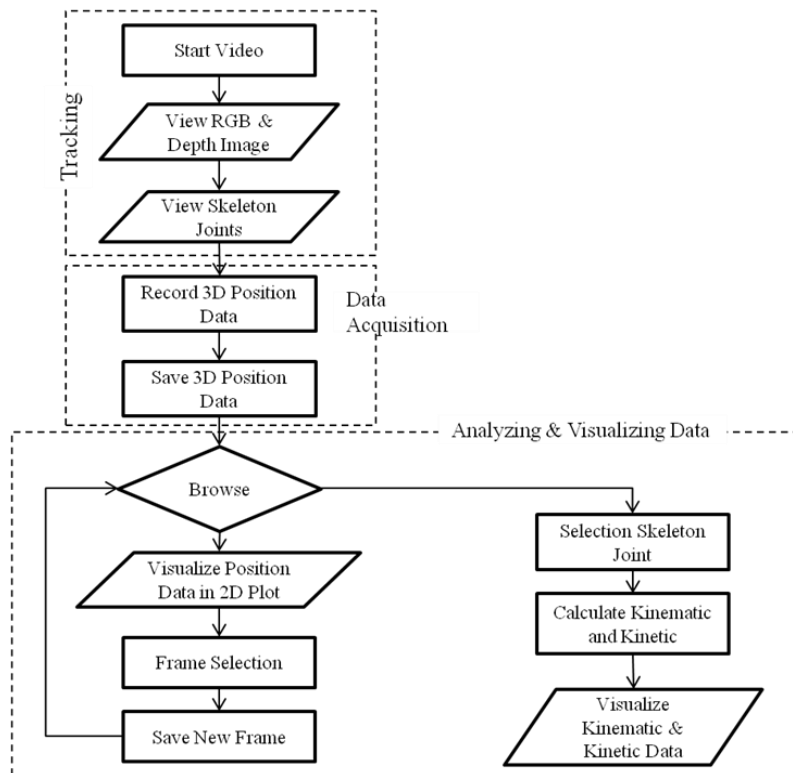 Tracking
Start Video
View RGB &
Depth Image
View Skeleton
Joints
Record 3D Position
Data
Data
Acquisition
Save 3D Position
Data
Analyzing & Visualizing Data
Browse
Visualize Position
Data in 2D Plot
Frame Selection
Save New Frame
Selection Skeleton
Joint
Calculate Kinematic
and Kinetic
Visualize
Kinematic &
Kinetic Data